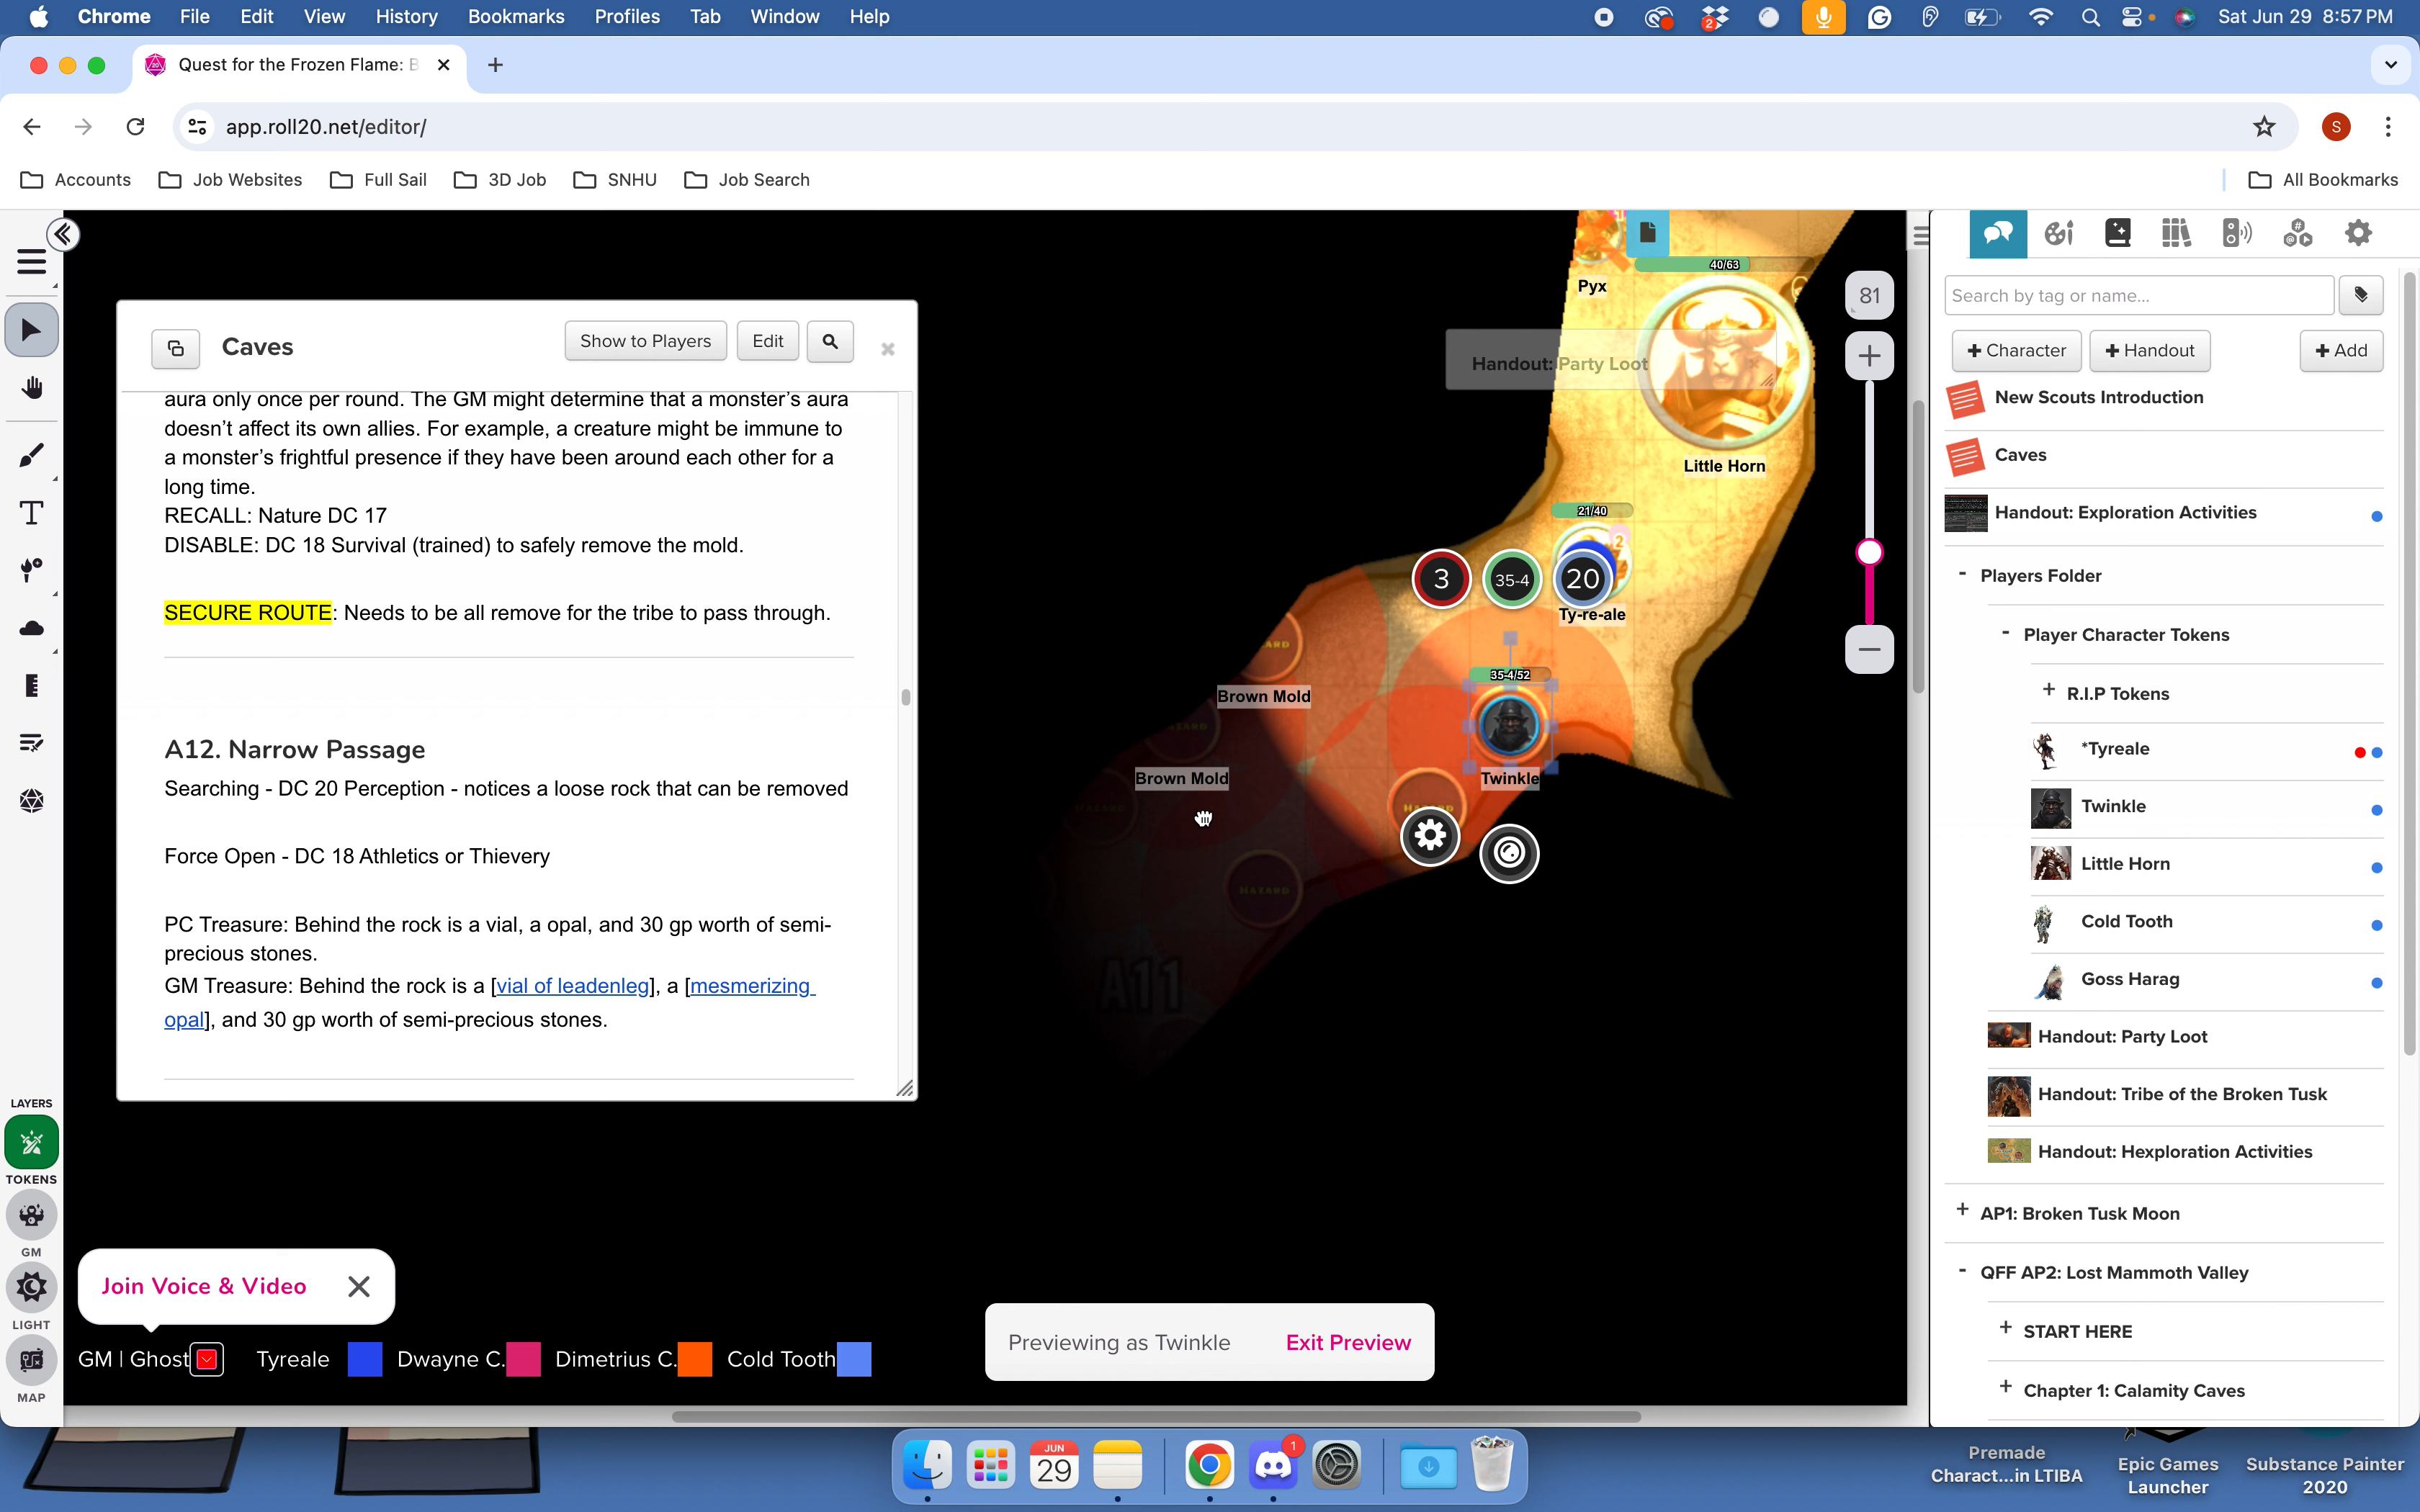 Chrome File Edit View History Bookmarks Profiles Tab Window Help
2
Sat Jun 29 8:57 PM
Quest for the Frozen Flame:
app.roll20.net/editor/
S
Accounts Job Websites Full Sail 3D Job SNHU Job Search
All Bookmarks
Caves
Show to Players
Edit
aura only once per round. The GM might determine that a monster's aura
doesn't affect its own allies. For example, a creature might be immune to
a monster's frightful presence if they have been around each other for a
long time.
RECALL: Nature DC 17
DISABLE: DC 18 Survival (trained) to safely remove the mold.
SECURE ROUTE: Needs to be all remove for the tribe to pass through.
A12. Narrow Passage
Searching - DC 20 Perception - notices a loose rock that can be removed
Force Open - DC 18 Athletics or Thievery
PC Treasure: Behind the rock is a vial, a opal, and 30 gp worth of semi-
precious stones.
GM Treasure: Behind the rock is a [vial of leadenleg], a [mesmerizing
opal], and 30 gp worth of semi-precious stones.
Pyx
40/63
Handout: Party Loot
Little Horn
21/40
2
3
35-4
20
Ty-re-ale
35-4/52
Twinkle
Brown Mold
Brown Mold
HAZARD
A11
81
Search by tag or name...
+ Character
+ Handout
+ Add
New Scouts Introduction
Caves
Handout: Exploration Activities
- Players Folder
- Player Character Tokens
+ R.I.P Tokens
*Tyreale
Twinkle
Little Horn
Cold Tooth
Goss Harag
Handout: Party Loot
Handout: Tribe of the Broken Tusk
Handout: Hexploration Activities
+ AP1: Broken Tusk Moon
- QFF AP2: Lost Mammoth Valley
+ START HERE
+ Chapter 1: Calamity Caves
LAYERS
TOKENS
GM
LIGHT
MAP
Join Voice & Video
GM | Ghost Tyreale Dwayne C. Dimetrius C. Cold Tooth
Previewing as Twinkle
Exit Preview
JUN
29
1
Premade
Charact...in LTIBA
Epic Games
Launcher
Substance Painter
2020